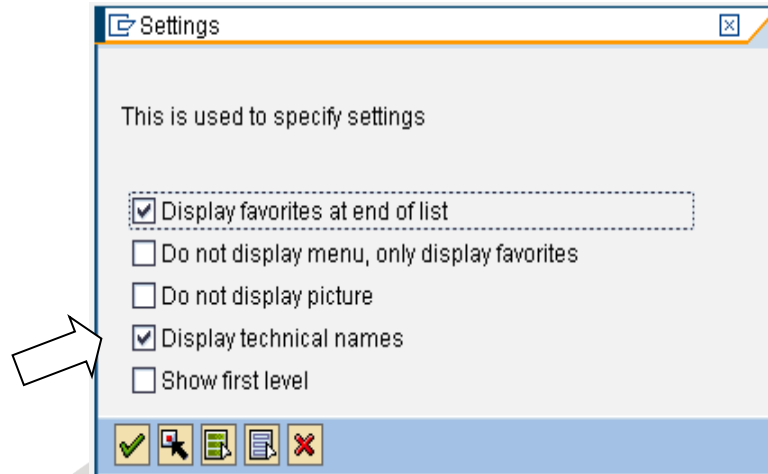 Settings
This is used to specify settings
Display favorites at end of list
Do not display menu, only display favorites
Do not display picture
Display technical names
Show first level